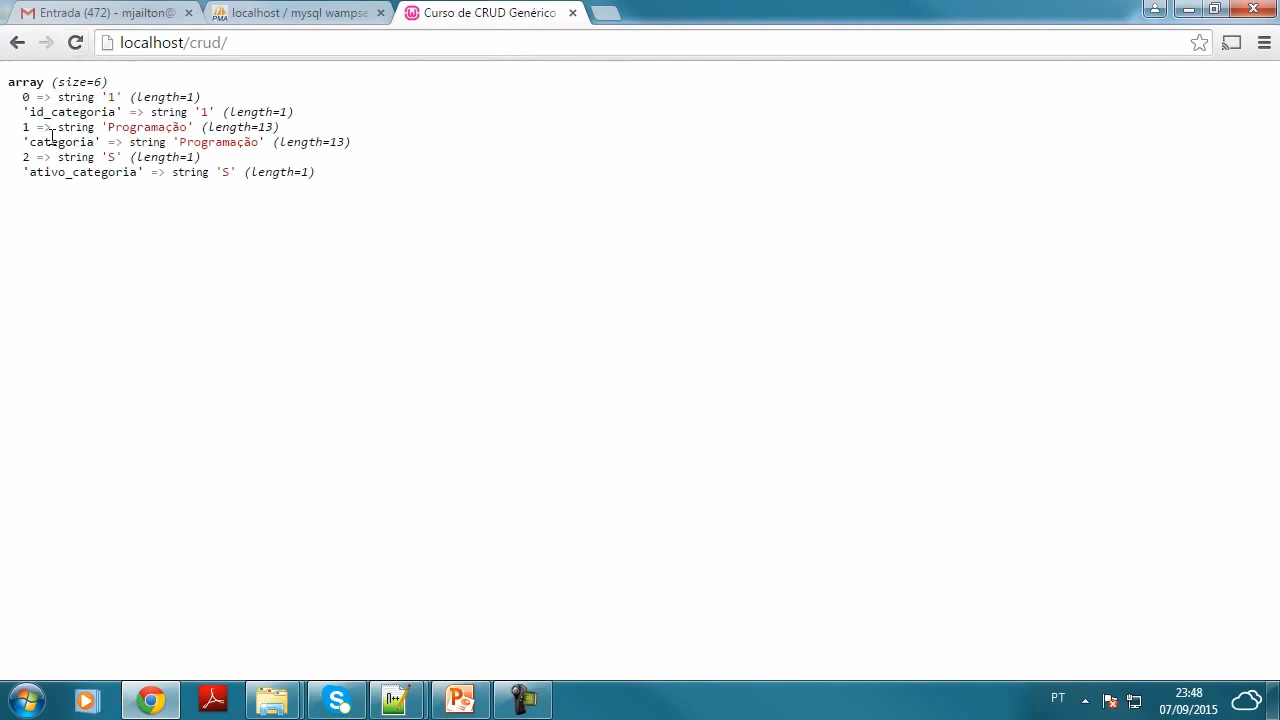 Entrada (472) - mjailton@
localhost / mysql wampse
Curso de CRUD Genérico
localhost/crud/
array (size=6)
0 => string '1' (length=1)
'id_categoria' => string '1' (length=1)
1 => string 'Programação' (length=13)
'categoria' => string 'Programação' (length=13)
2 => string 'S' (length=1)
'ativo_categoria' => string 'S' (length=1)
PT
23:48
07/09/2015